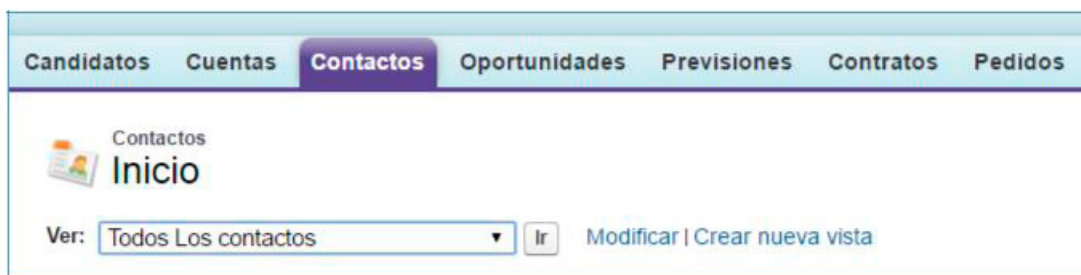 Candidatos Cuentas Contactos Oportunidades Previsiones Contratos Pedidos
Contactos
Inicio
Ver: Todos Los contactos Ir Modificar | Crear nueva vista